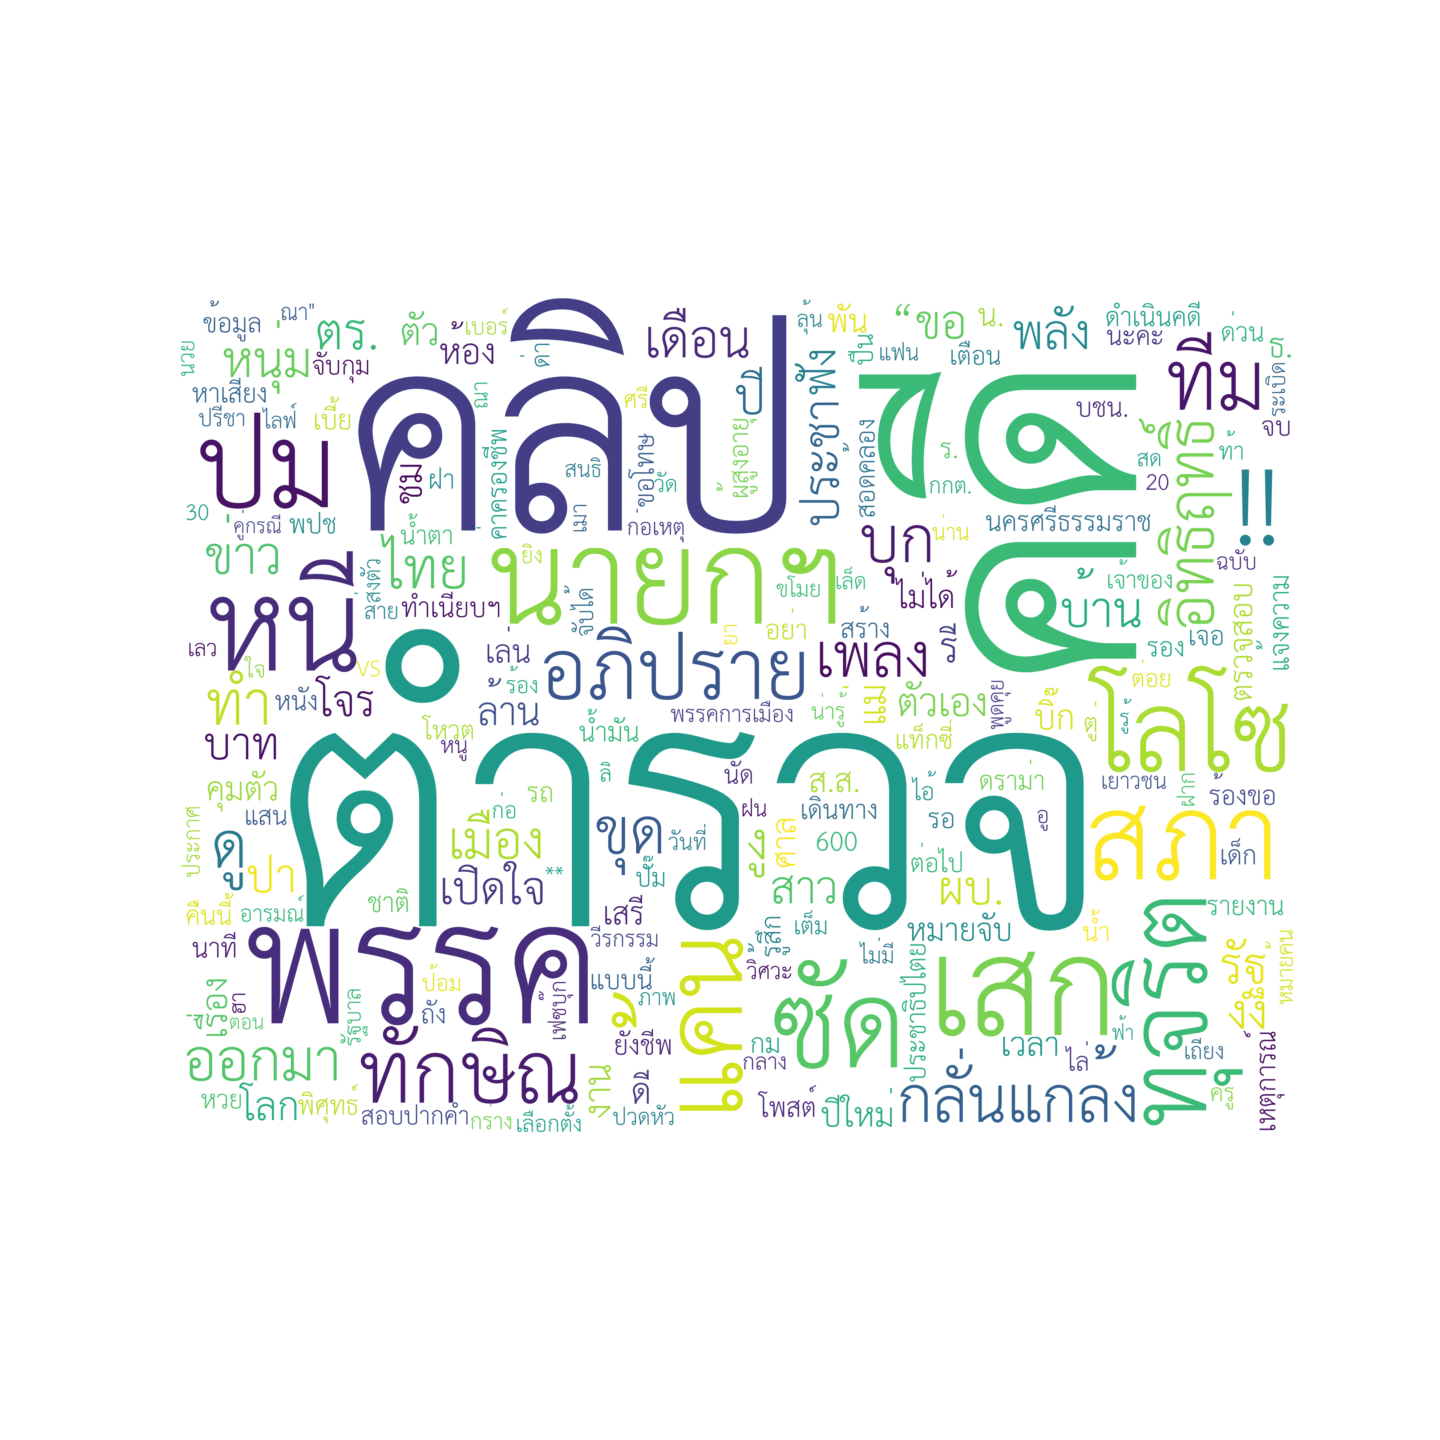 ข้อมูล
ณา"
ตร.
ตัว
เบอร์
ห้อง
เดือน
ลุ้น
พัน
“ขอ
น.
พลัง
ดำเนินคดี
นะคะ
ด่วน
ธ.
นวย
หนุ่ม
จับกุม
ด่า
คลิป
ประชาฟัง
ปืน
แฟน
เตือน
ทีม
ระเบิด
หาเสียง
ปรีชา
ไลฟ์
เบี้ย
ณ่า
ศรี
ปี
บชน.
จบ
ปม
ชม
ฝา
ค่าครองชีพ
สนธิ
ขอโทษ
วัด
ผู้สูงอายุ
สอดคล้อง
ร.
กกต.
สด
20
ท้า
อิทธิฤทธิ์
!!
30
คู่กรณี
พปช
น้ำตา
เมา
ก่อเหตุ
บุก
น่าน
นครศรีธรรมราช
ข่าว
ส่งตัว
ไทย
ยิง
นายกฯ
ขโมย
เล็ด
ไม่ได้
เจ้าของ
ฉบับ
หนี
สาย
ทำเนียบฯ
จับได้
อย่า
สร้าง
บ้าน
ตรวจสอบ
แจ้งความ
เลว
ใจ
VS
เล่น
อภิปราย
ยา
เพลง
รี
รอง
เจอ
ทำ
หนัง
โจร
ร้อง
ล้าน
พรรคการเมือง
น่ารู้
แม่
ตัวเอง
พูดคุย
บิ๊ก
ตู่
รู้
ต่อย
โลโซ
บาท
โหวต
หนู
น้ำมัน
แท็กซี่
ตำรวจ
คุมตัว
แสน
รถ
ลิ
นัด
ฝน
ส.ส.
เดินทาง
ไอ้
ดราม่า
รอ
อู
เยาวชน
ฝาก
ร้องขอ
ประกาศ
ดู
ปา
ก่อ
เมือง
ขุด
วันที่
ศาล
600
ต่อไป
สภา
เด็ก
คืนนี้
อารมณ์
ชาติ
เปิดใจ
**
ปั๊ม
สาว
ผบ.
เสรี
รู้สึก
เต็ม
หมายจับ
น้ำ
รายงาน
นาที
พรรค
วีรกรรม
แค้น
วิศวะ
ไม่มี
ประชาธิปไตย
เสก
ทุจริต
รัฐ
หมายค้น
เรื่อง
ฮา
ตอน
รัฐบาล
ป้อม
ถัง
เฟซบุ๊ก
แบบนี้
ภาพ
ซัด
ฟ้า
ออกมา
ทักษิณ
ยังชีพ
กม
กลาง
เวลา
ไล่
เถียง
เหตุการณ์
หวย
โลก
พิศุทธ์
สอบปากคำ
กร่าง
เลือกตั้ง
งาน
ดี
ปวดหัว
โพสต์
ปีใหม่
กลั่นแกล้ง
ครู